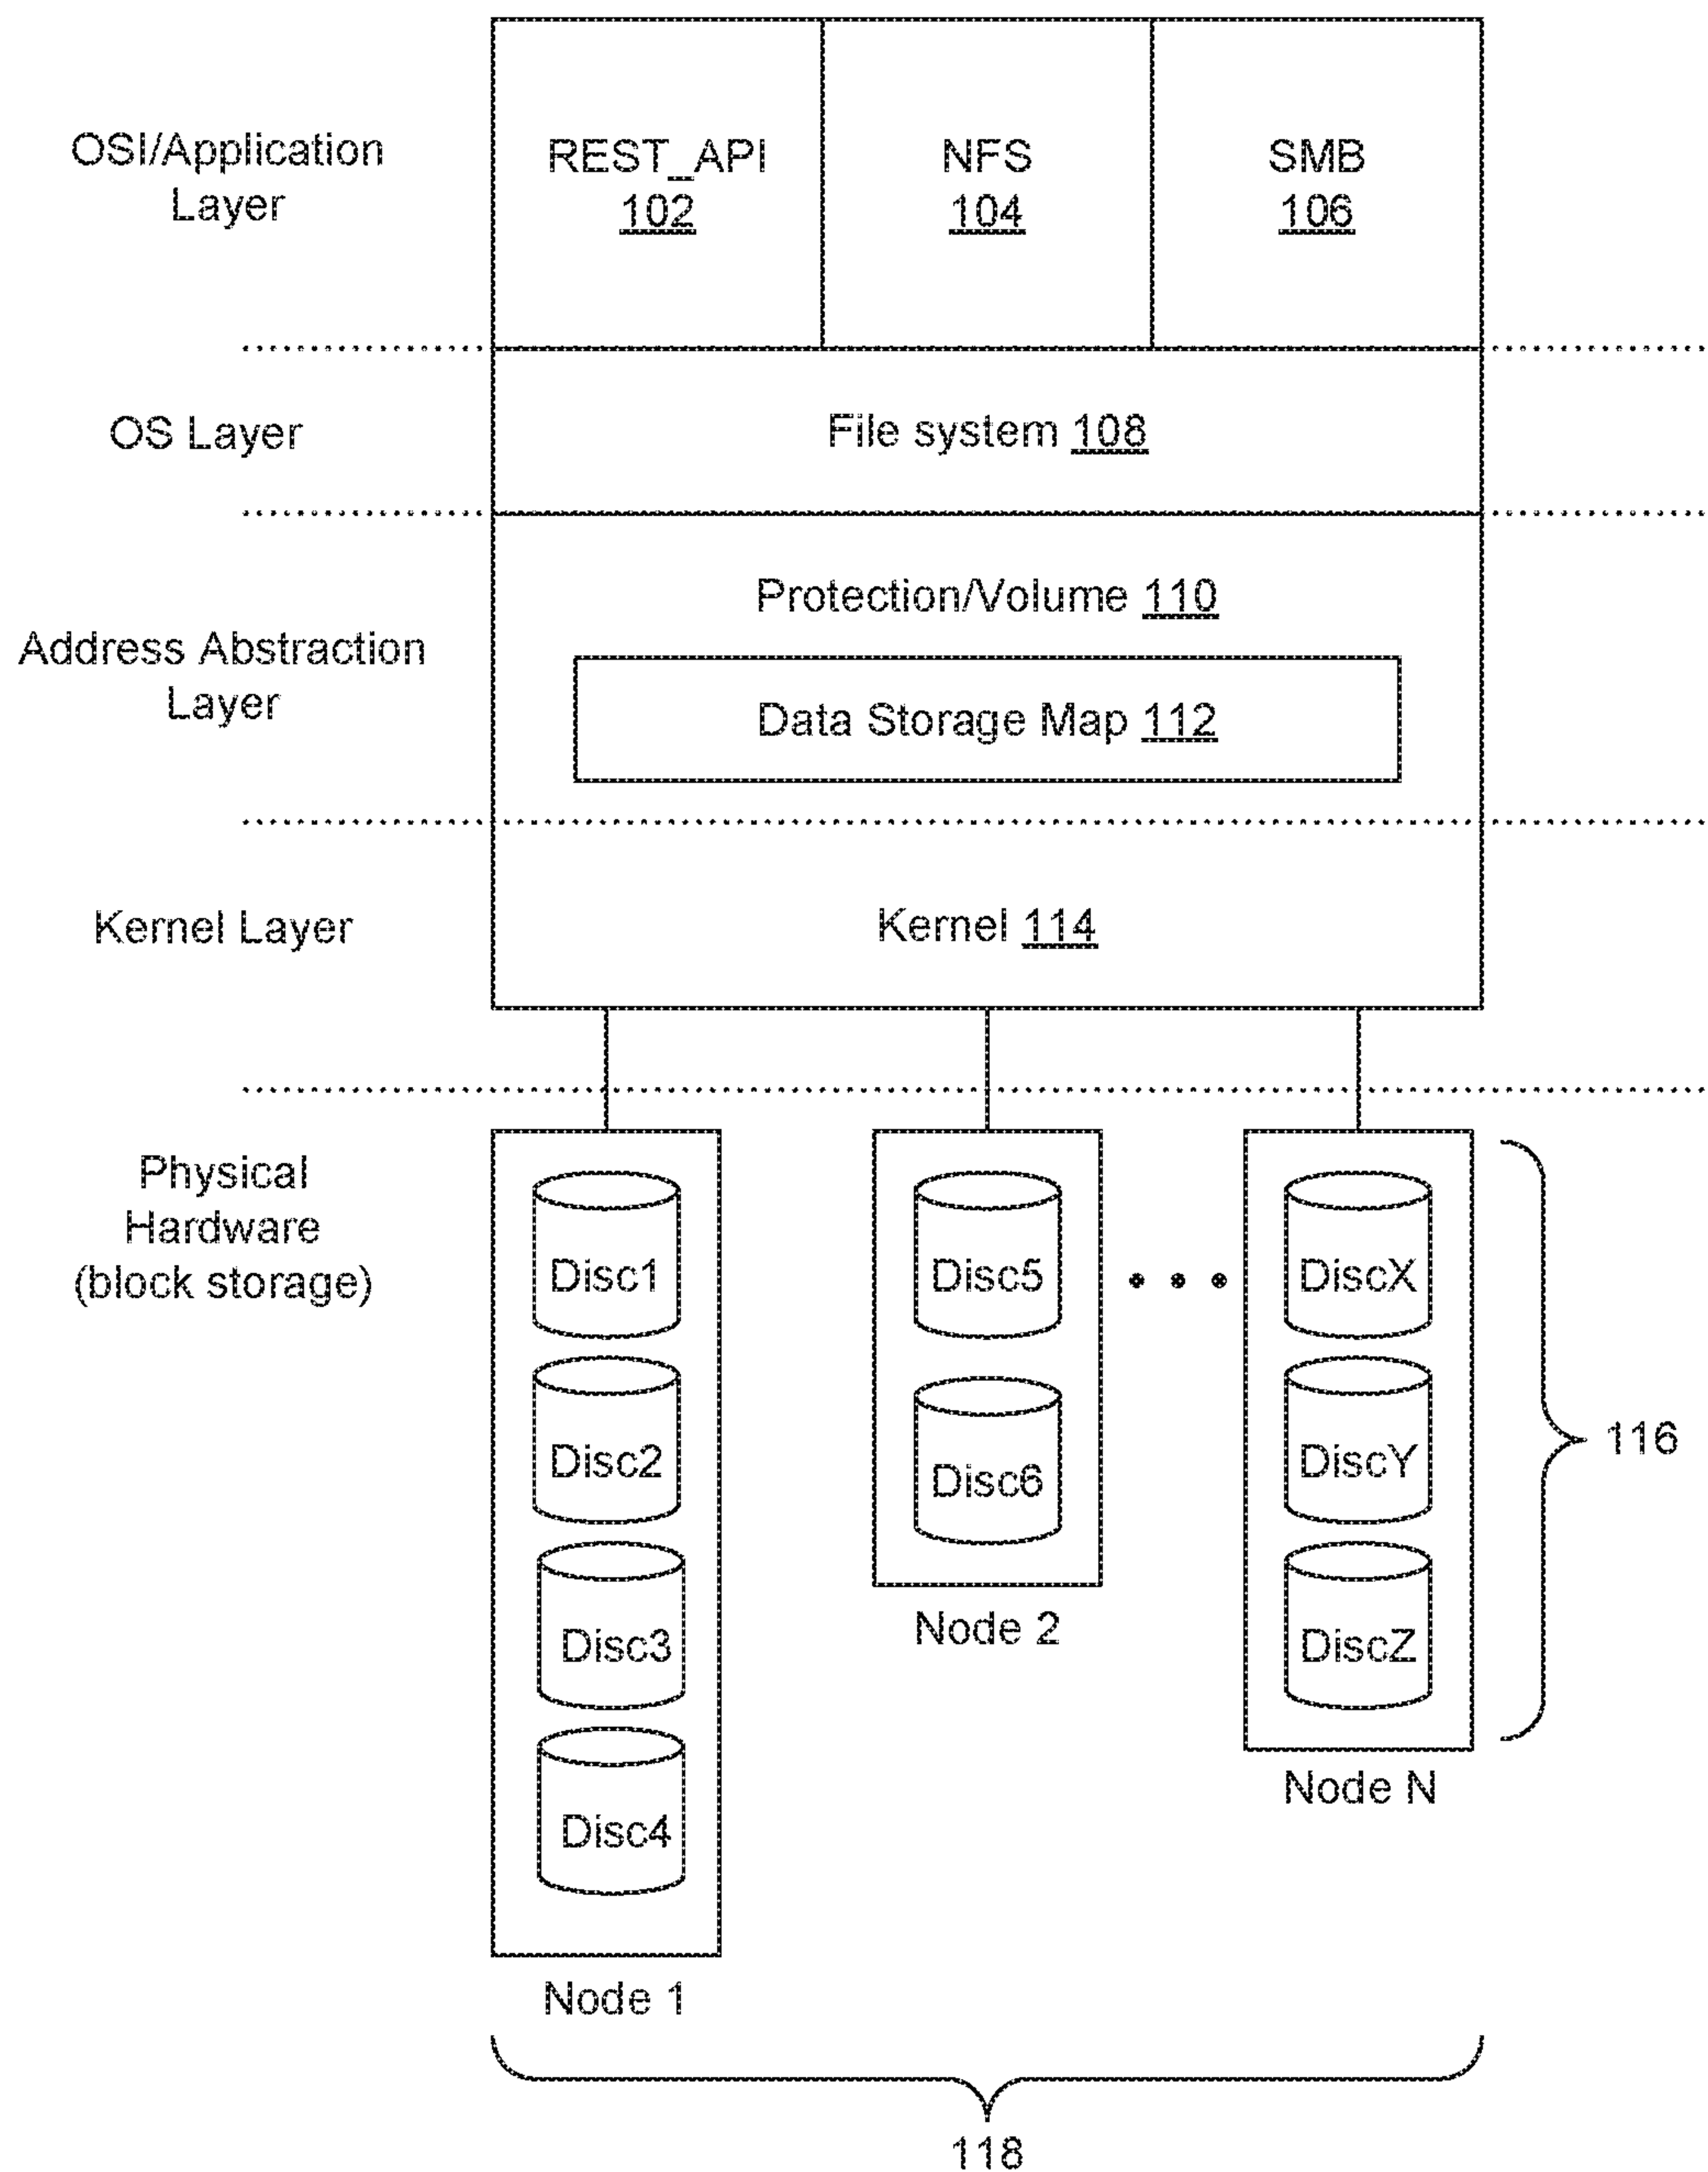 OSI/Application
Layer
REST_API
102
NFS
104
SMB
106
OS Layer
File system 108
Address Abstraction
Layer
Protection/Volume 110
Data Storage Map 112
Kernel Layer
Kernel 114
Physical
Hardware
(block storage)
Disc1
Disc2
Disc3
Disc4
Node 1
Disc5
Disc6
Node 2
DiscX
DiscY
DiscZ
Node N
116
118